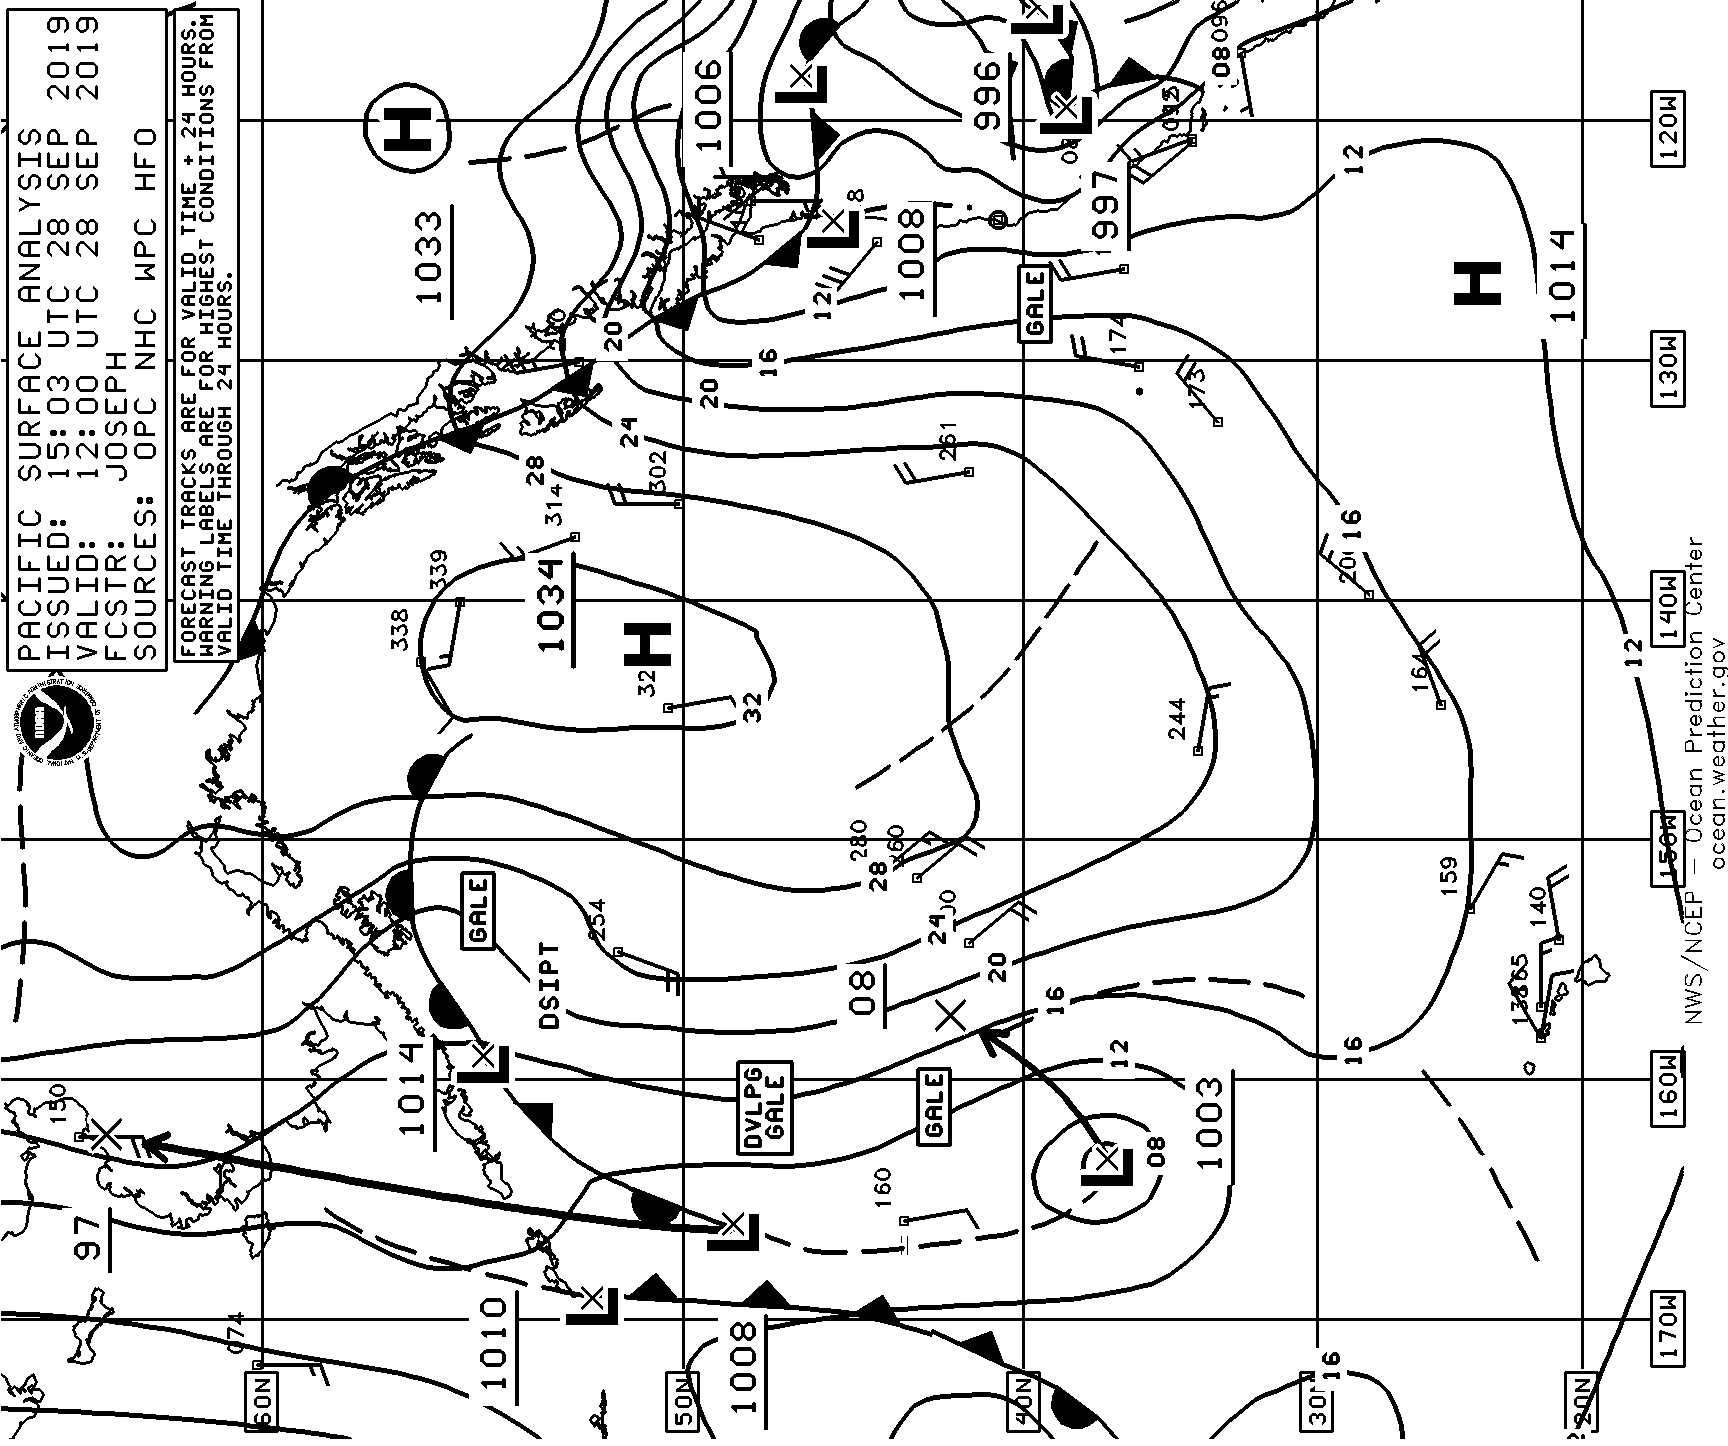 PACIFIC SURFACE ANALYSIS
ISSUED: 15:03 UTC 28 SEP 2019
VALID: 12:00 UTC 28 SEP 2019
FCSTR: JOSEPH
SOURCES: OPC NHC WPC HFO
FORECAST TRACKS ARE FOR VALID TIME + 24 HOURS.
WARNING LABELS ARE FOR HIGHEST CONDITIONS FROM
VALID TIME THROUGH 24 HOURS.
NOAA
H
1033
1006
L
996
L
L
997
L
1008
8
12
GALE
174
173
H
1014
12
120W
130W
20
16
20
24
28
302
314
339
338
1034
H
32
32
261
16
164
12
140W
244
28
280
24
20
159
140
150W
GALE
DSIPT
254
08
16
16
12
1014
L
150
DVLPG
GALE
GALE
1003
L
08
160W
97
160
L
074
1010
L
1008
16
170W
60N
50N
40N
30N
20N
NWS/NCEP – Ocean Prediction Center
ocean.weather.gov